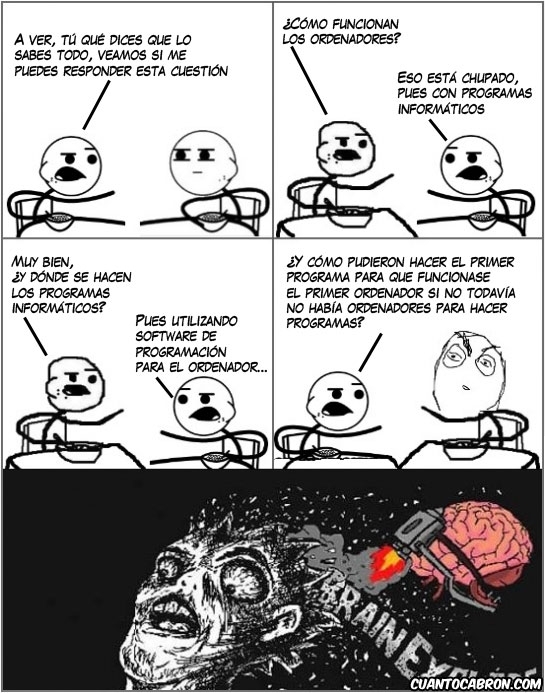 A VER, TÚ QUÉ DICES QUE LO
SABES TODO, VEAMOS SI ME
PUEDES RESPONDER ESTA CUESTIÓN
¿CÓMO FUNCIONAN
LOS ORDENADORES?
ESO ESTÁ CHUPADO,
PUES CON PROGRAMAS
INFORMÁTICOS
MUY BIEN,
¿Y DÓNDE SE HACEN
LOS PROGRAMAS
INFORMÁTICOS?
PUES UTILIZANDO
SOFTWARE DE
PROGRAMACIÓN
PARA EL ORDENADOR...
¿Y CÓMO PUDIERON HACER EL PRIMER
PROGRAMA PARA QUE FUNCIONASE
EL PRIMER ORDENADOR SI NO TODAVÍA
NO HABÍA ORDENADORES PARA HACER
PROGRAMAS?
BRAIN
CUANTOCABRON.COM